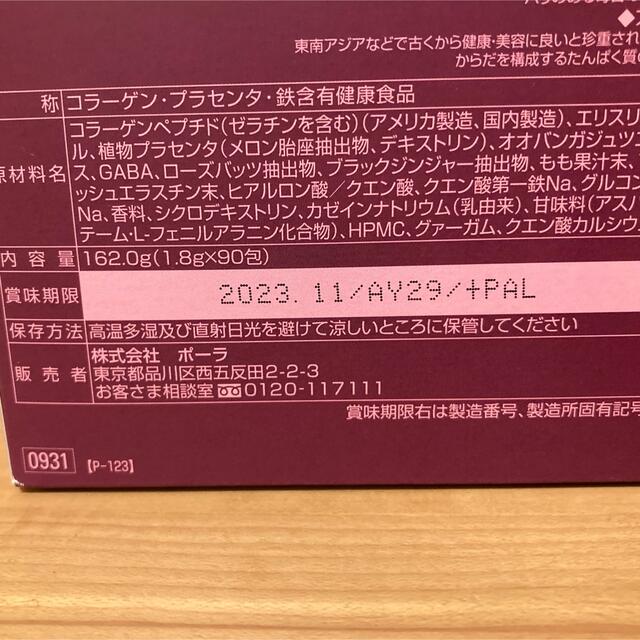 ◆
東南アジアなどで古くから健康・美容に良いと珍重され
からだを構成するたんぱく質の
称 コラーゲン・プラセンタ・鉄含有健康食品
原材料名 コラーゲンペプチド(ゼラチンを含む)(アメリカ製造、国内製造)、エリスリ
ル、植物プラセンタ(メロン胎座抽出物、デキストリン)、オオバンガジュツ
ス、GABA、ローズバッツ抽出物、ブラックジンジャー抽出物、もも果汁末、
ッシュエラスチン末、ヒアルロン酸／クエン酸、クエン酸第一鉄Na、グルコン
Na、香料、シクロデキストリン、カゼインナトリウム(乳由来)、甘味料(アス
テーム・L-フェニルアラニン化合物)、HPMC、グァーガム、クエン酸カルシウム
内容量 162.0g(1.8g×90包)
賞味期限 2023.11/AY29/+PAL
保存方法 高温多湿及び直射日光を避けて涼しいところに保管してください
販売者 株式会社 ポーラ
東京都品川区西五反田2-2-3
お客さま相談室 0120-117111
賞味期限右は製造番号、製造所固有記号
0931 【P-123】